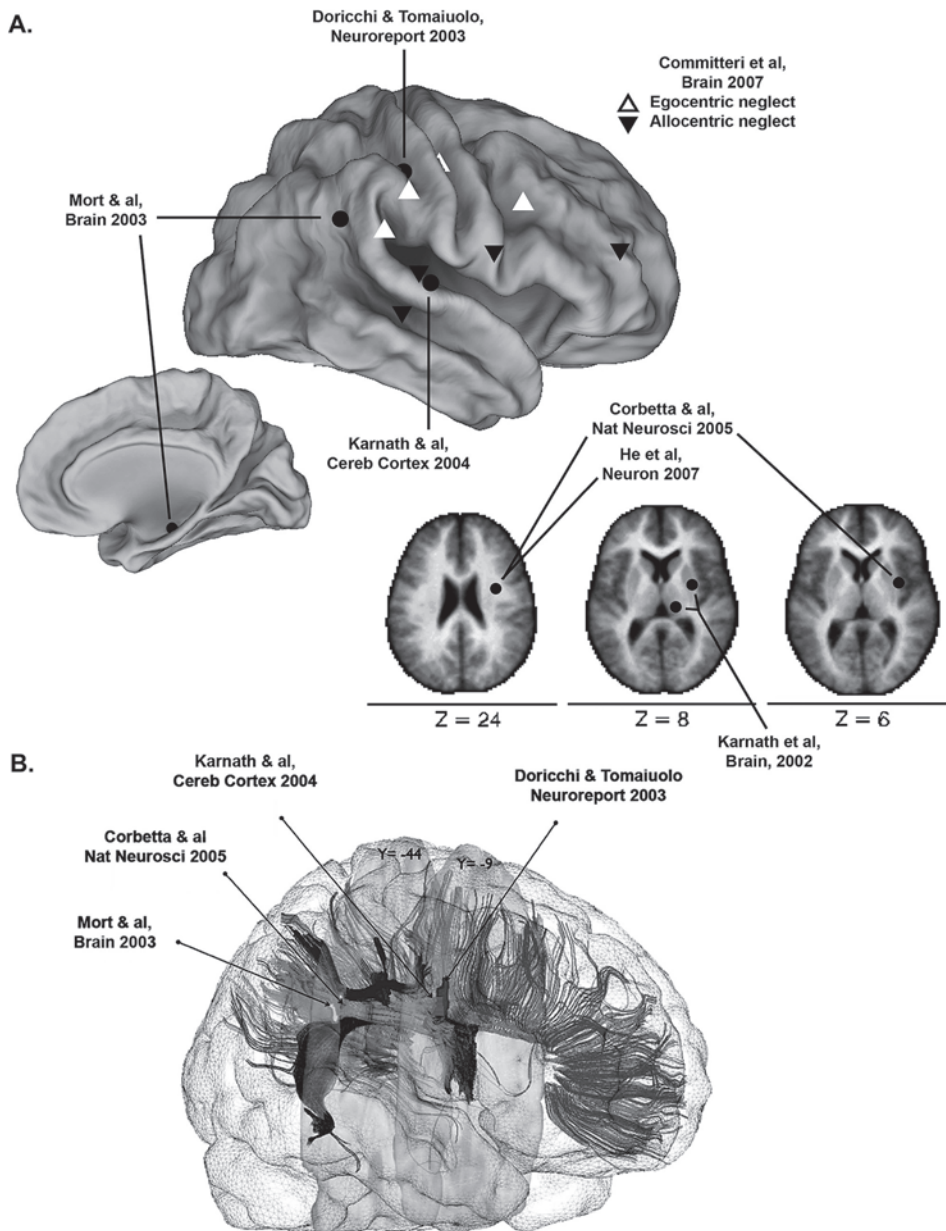 A.
Doricchi & Tomaiuolo,
Neuroreport 2003
Committeri et al,
Brain 2007
Egocentric neglect
Allocentric neglect
Mort & al,
Brain 2003
Karnath & al,
Cereb Cortex 2004
Corbetta & al,
Nat Neurosci 2005
He et al,
Neuron 2007
Z = 24
Z = 8
Z = 6
Karnath et al,
Brain, 2002
B.
Karnath & al,
Cereb Cortex 2004
Doricchi & Tomaiuolo
Neuroreport 2003
Corbetta & al
Nat Neurosci 2005
Y= -44
Y= -9
Mort & al,
Brain 2003